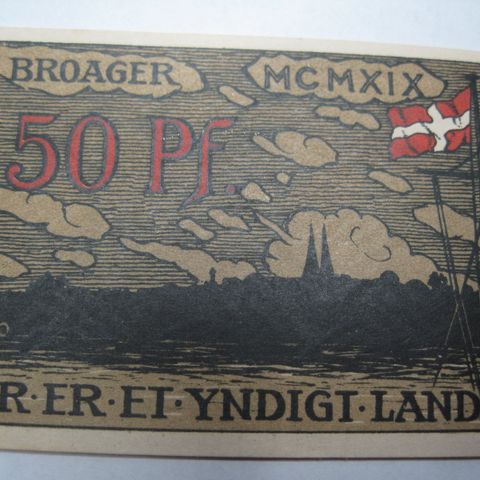 BROAGER MCMXIX
50 Pf.
R·ER·ET·YNDIGT·LAND